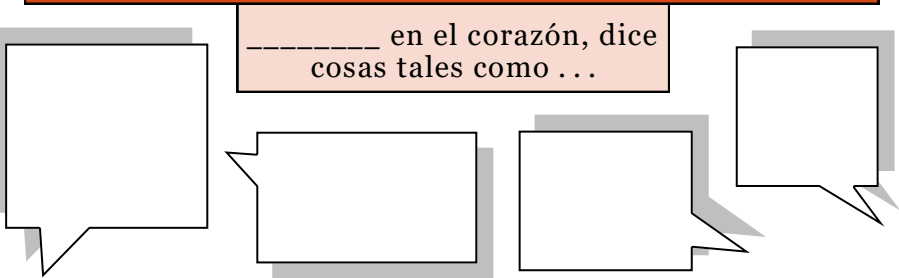 ________ en el corazón, dice
cosas tales como . . .